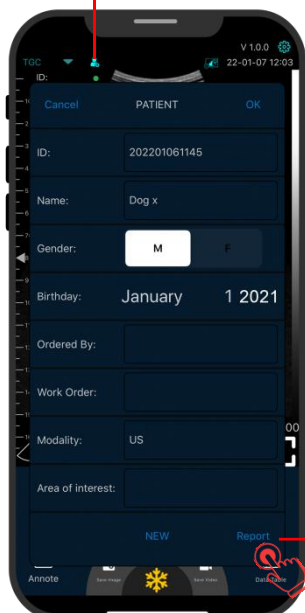 V 1.0.0
TGC 22-01-07 12:03
ID:
Cancel PATIENT OK
ID: 202201061145
Name: Dog x
Gender: M F
Birthday: January 1 2021
Ordered By:
Work Order:
Modality: US
Area of interest:
NEW Report
Annote Save Image Save Video Data Table